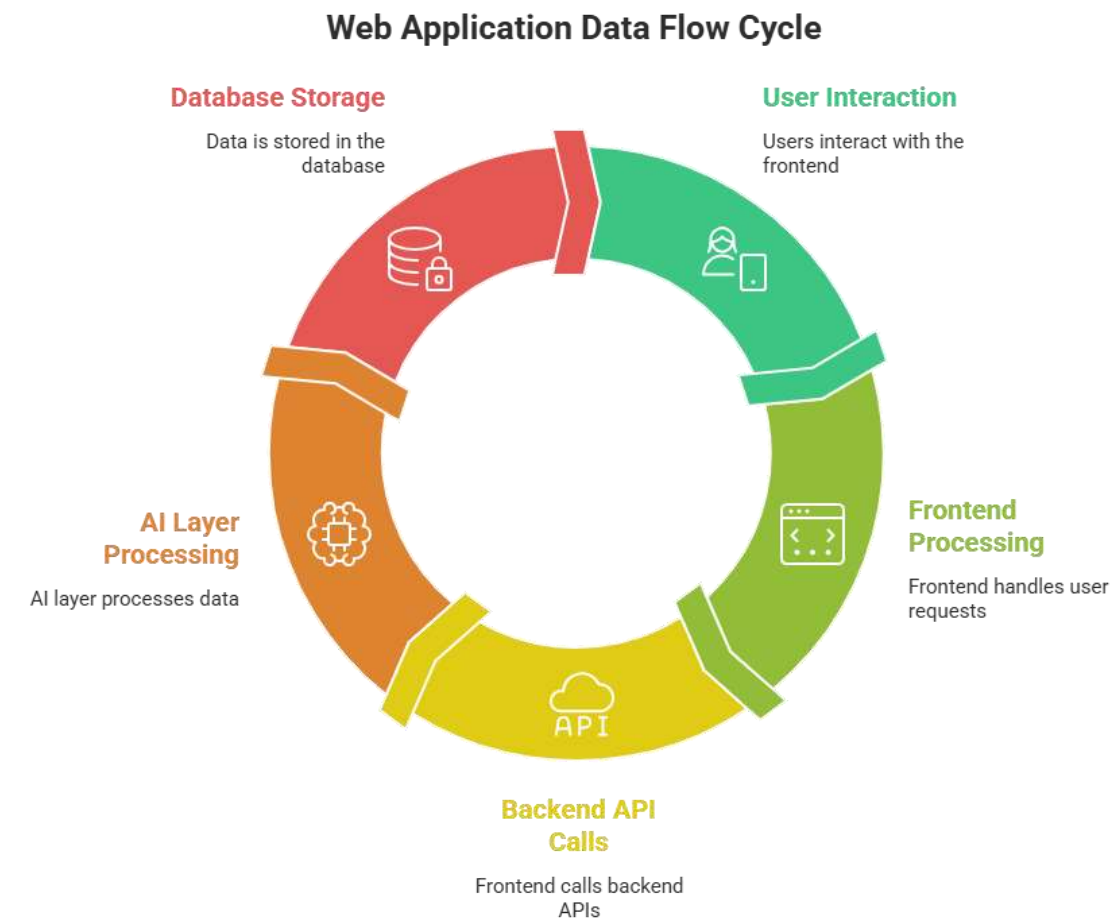 Web Application Data Flow Cycle
Database Storage
Data is stored in the
database
User Interaction
Users interact with the
frontend
Frontend
Processing
Frontend handles user
requests
API
Backend API
Calls
Frontend calls backend
APIs
AI Layer
Processing
AI layer processes data